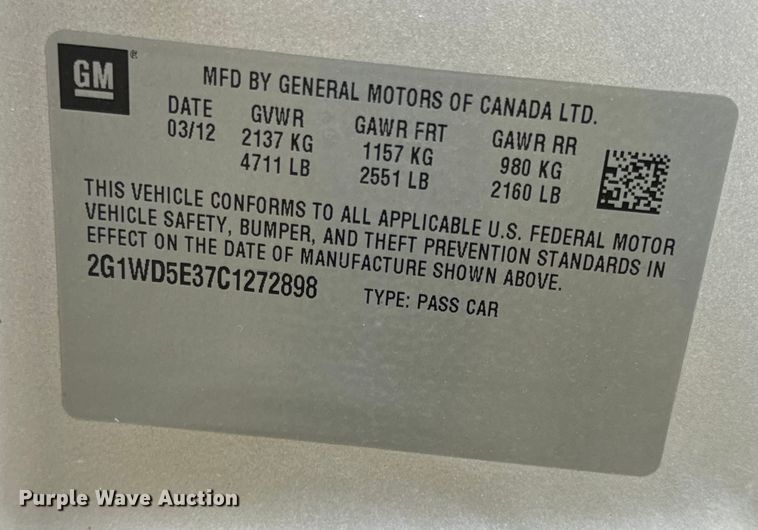 GM ®
MFD BY GENERAL MOTORS OF CANADA LTD.
DATE GVWR GAWR FRT GAWR RR
03/12 2137 KG 1157 KG 980 KG
4711 LB 2551 LB 2160 LB
THIS VEHICLE CONFORMS TO ALL APPLICABLE U.S. FEDERAL MOTOR
VEHICLE SAFETY, BUMPER, AND THEFT PREVENTION STANDARDS IN
EFFECT ON THE DATE OF MANUFACTURE SHOWN ABOVE.
2G1WD5E37C1272898 TYPE: PASS CAR
Purple Wave Auction